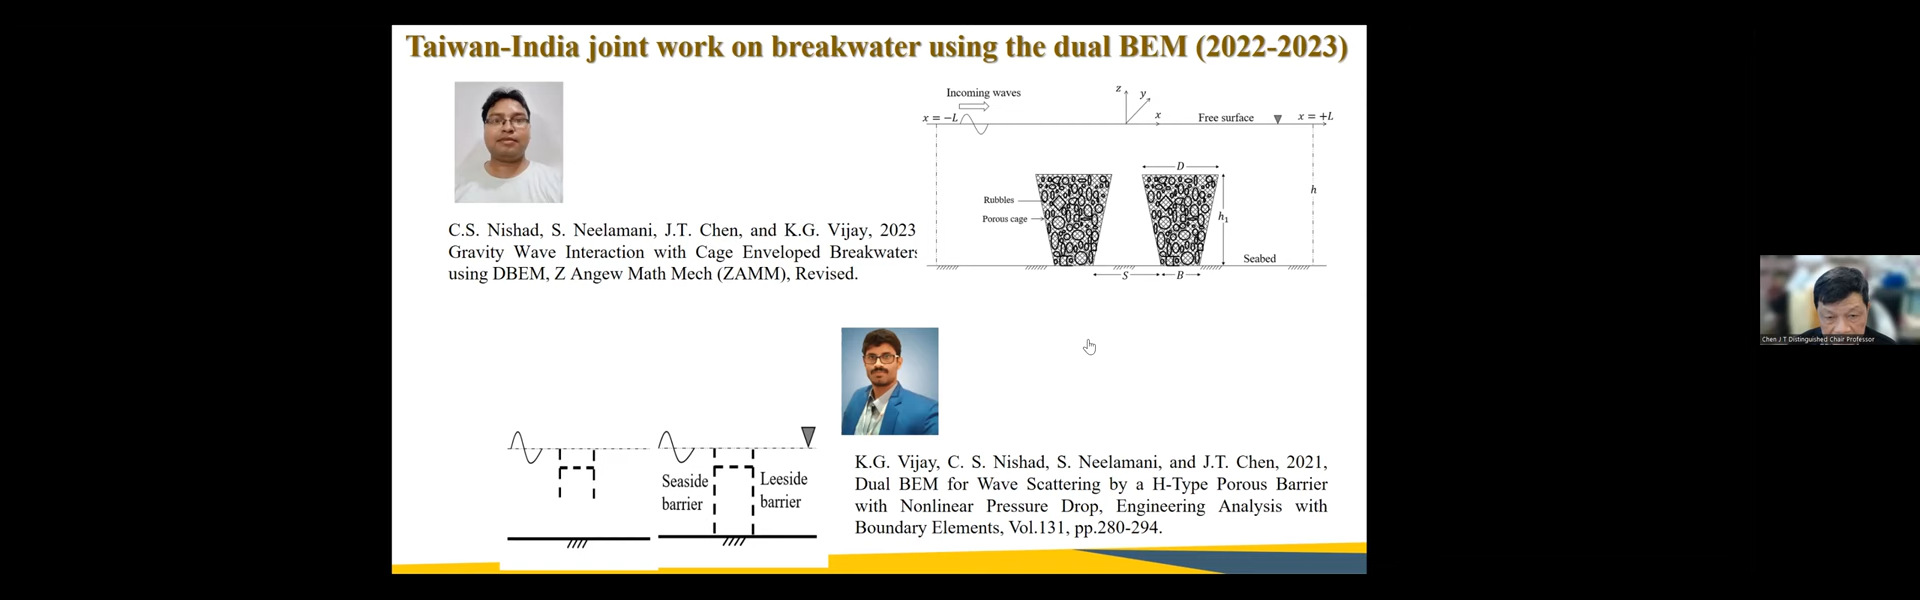 Taiwan-India joint work on breakwater using the dual BEM (2022-2023)
Incoming waves
z
y
x
x = −L
Free surface
x = +L
D
h
Rubbles
Porous cage
h₁
Seabed
S
B
C.S. Nishad, S. Neelamani, J.T. Chen, and K.G. Vijay, 2023
Gravity Wave Interaction with Cage Enveloped Breakwaters
using DBEM, Z Angew Math Mech (ZAMM), Revised.
Chen J T Distinguished Chair Professor
Seaside
barrier
Leeside
barrier
K.G. Vijay, C. S. Nishad, S. Neelamani, and J.T. Chen, 2021,
Dual BEM for Wave Scattering by a H-Type Porous Barrier
with Nonlinear Pressure Drop, Engineering Analysis with
Boundary Elements, Vol.131, pp.280-294.